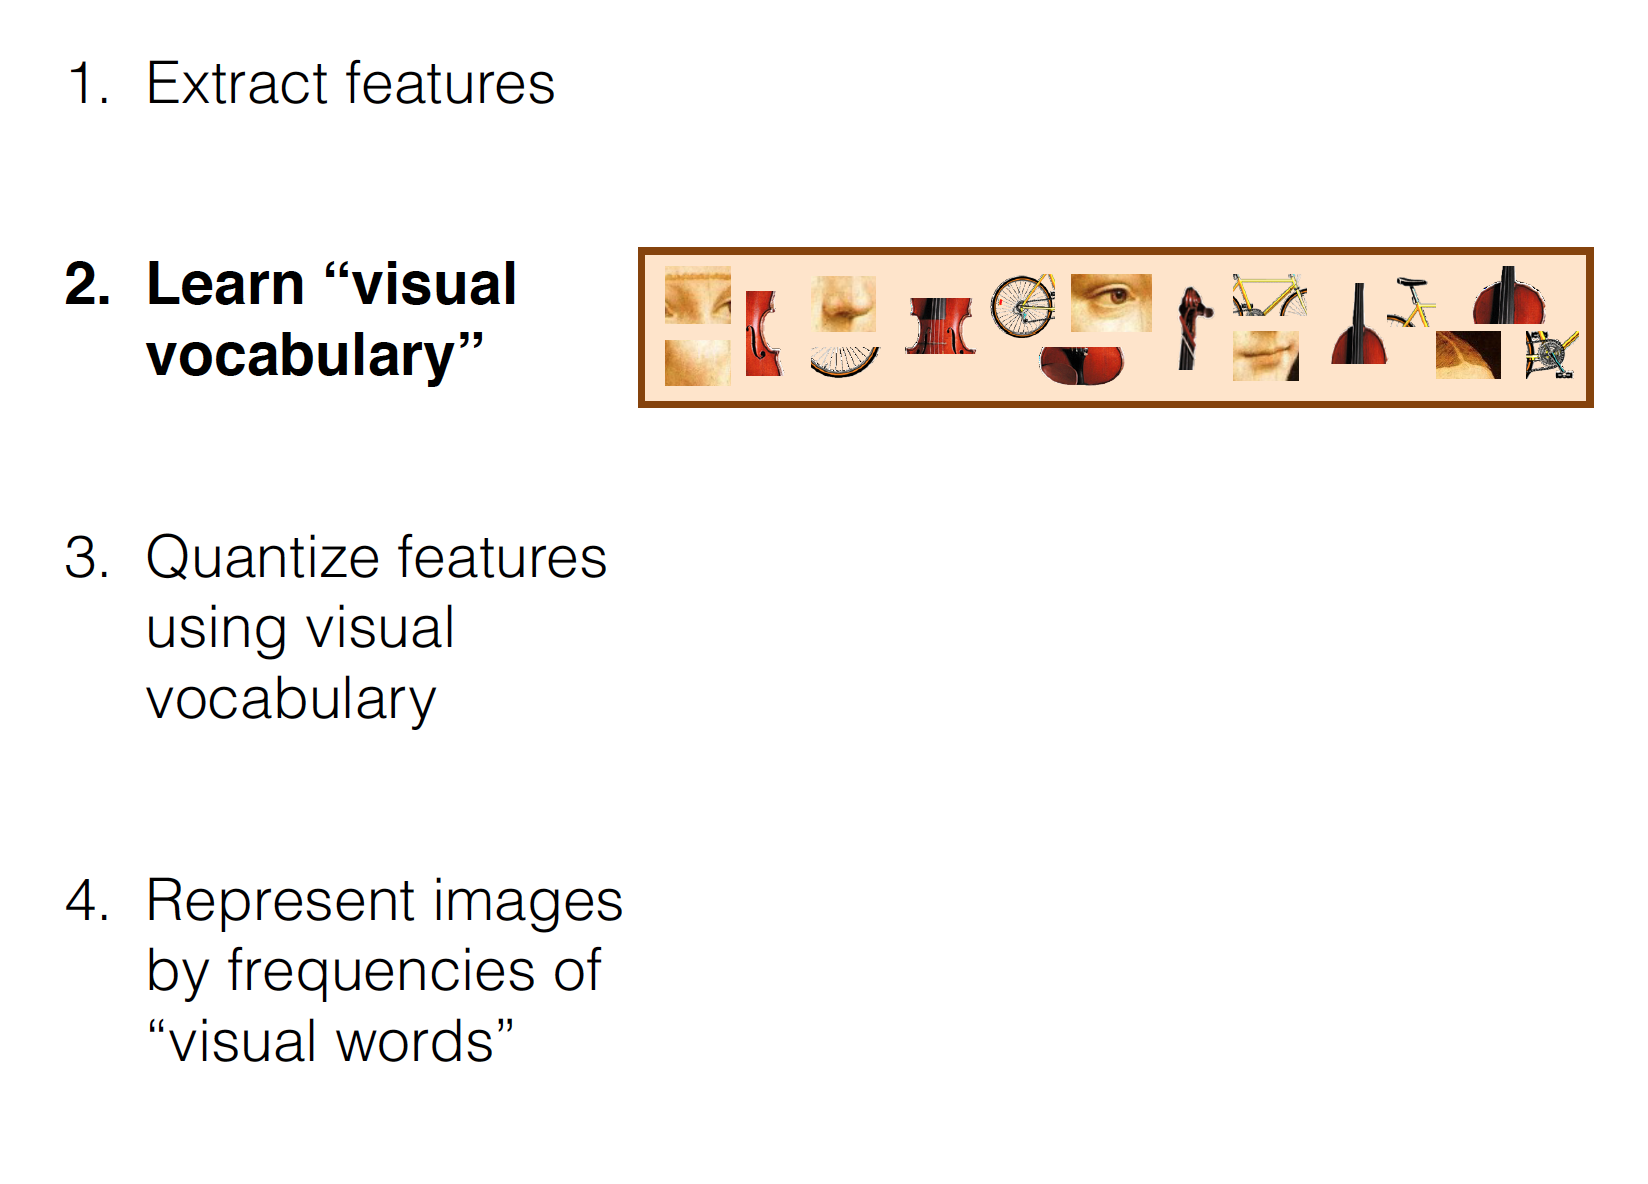 1. Extract features
2. Learn “visual
vocabulary”
3. Quantize features
using visual
vocabulary
4. Represent images
by frequencies of
“visual words”